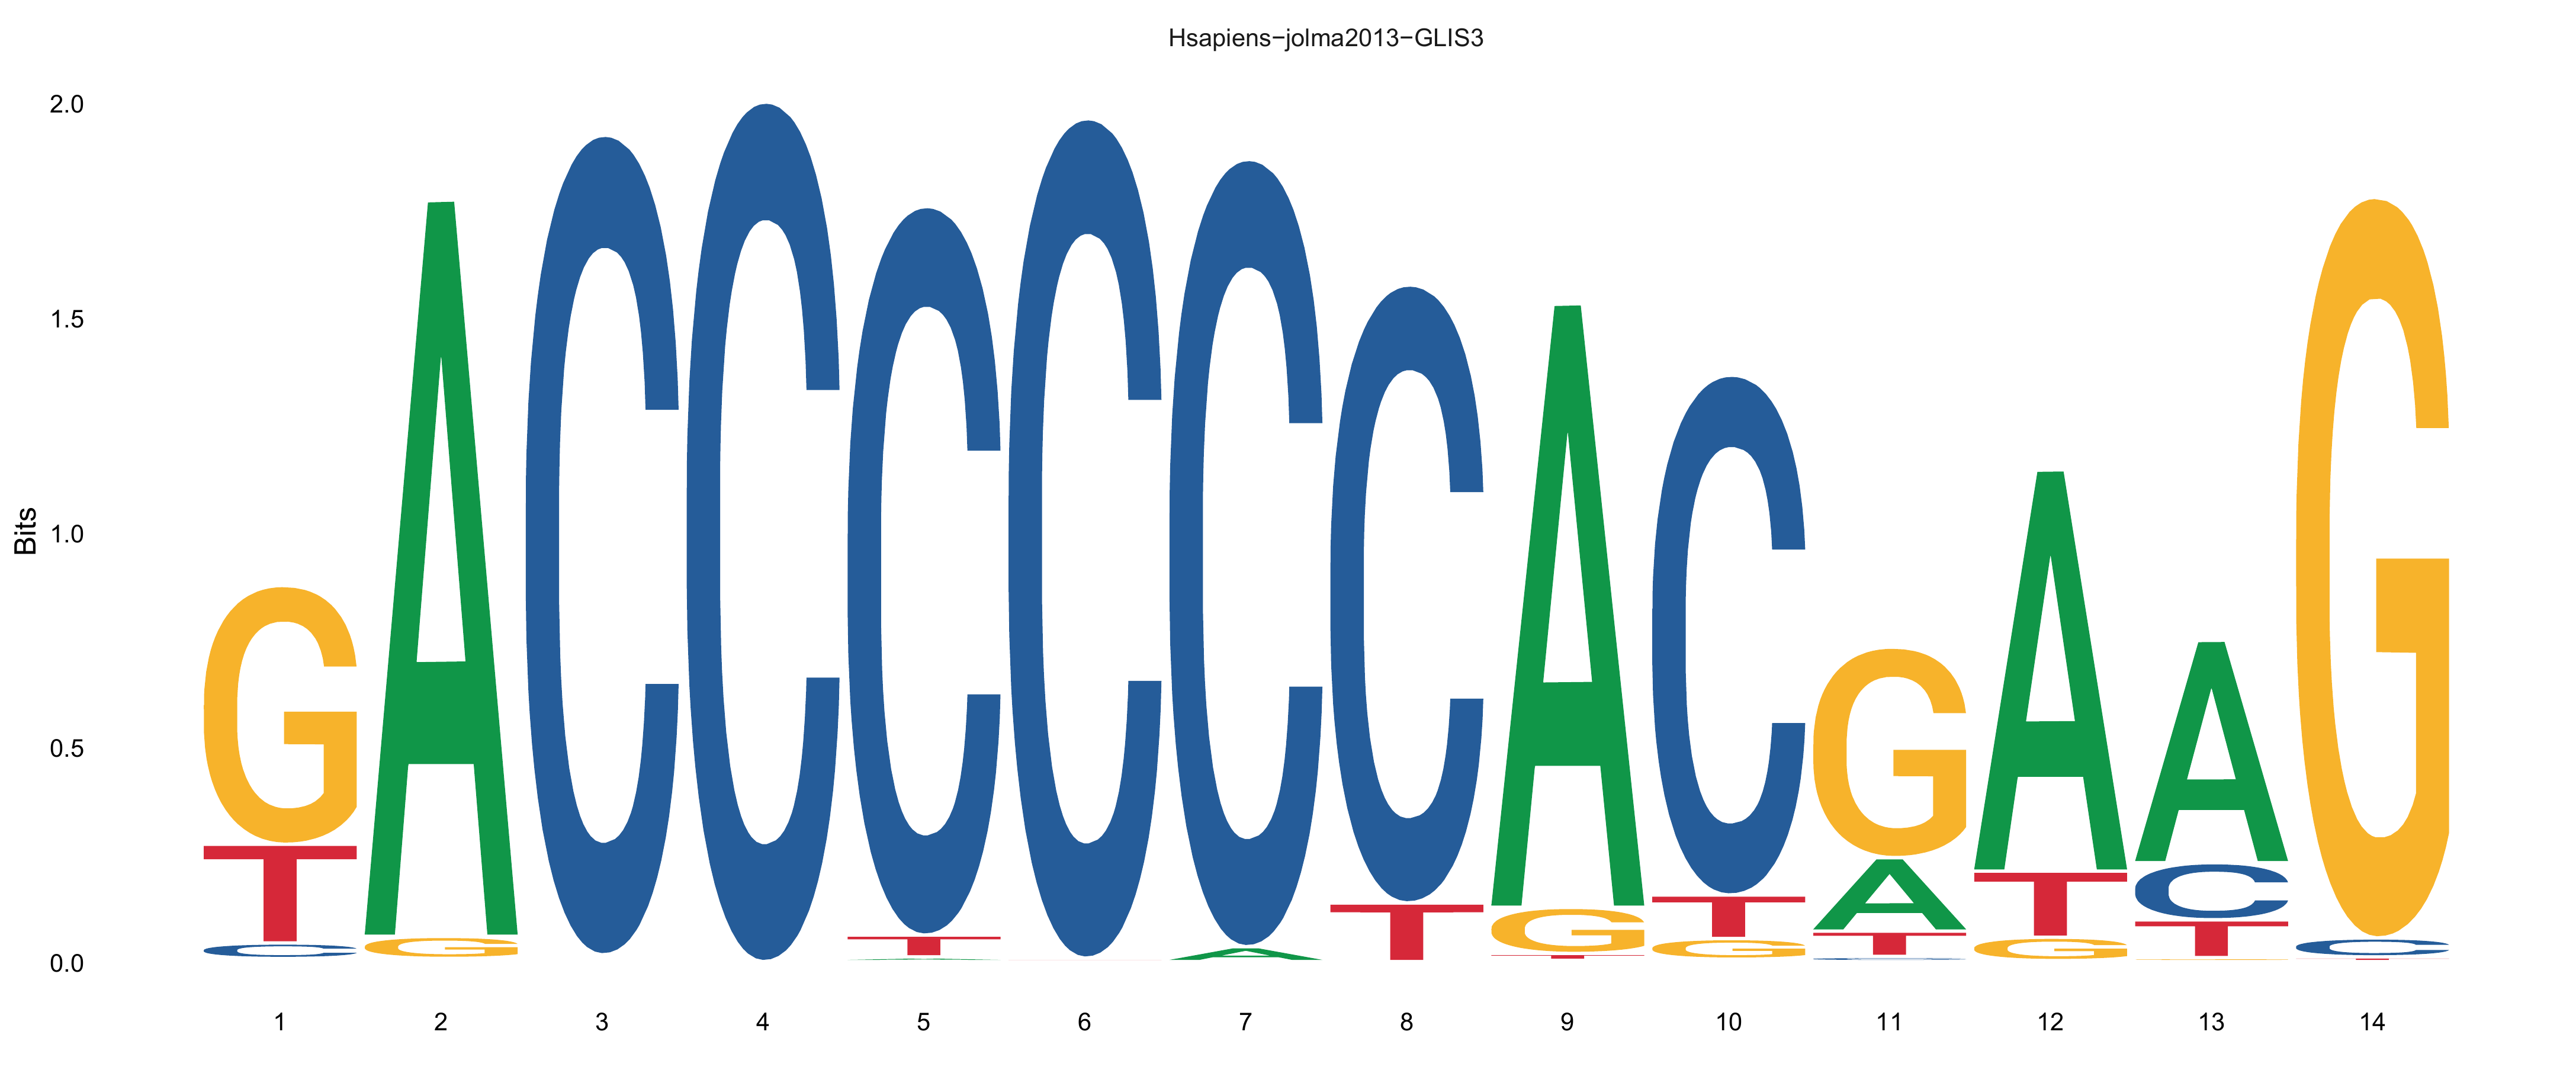 Hsapiens−jolma2013−GLIS3
2.0
1.5
1.0
0.5
0.0
Bits
G A C C C C C C A C G A A G
T G T A T G T A T C T C
C T G T G T
1 2 3 4 5 6 7 8 9 10 11 12 13 14